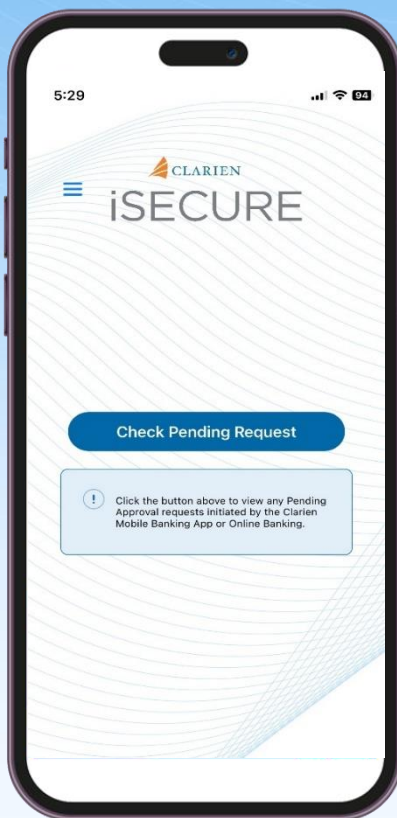 5:29
94
CLARIEN
iSECURE
Check Pending Request
! Click the button above to view any Pending
Approval requests initiated by the Clarien
Mobile Banking App or Online Banking.